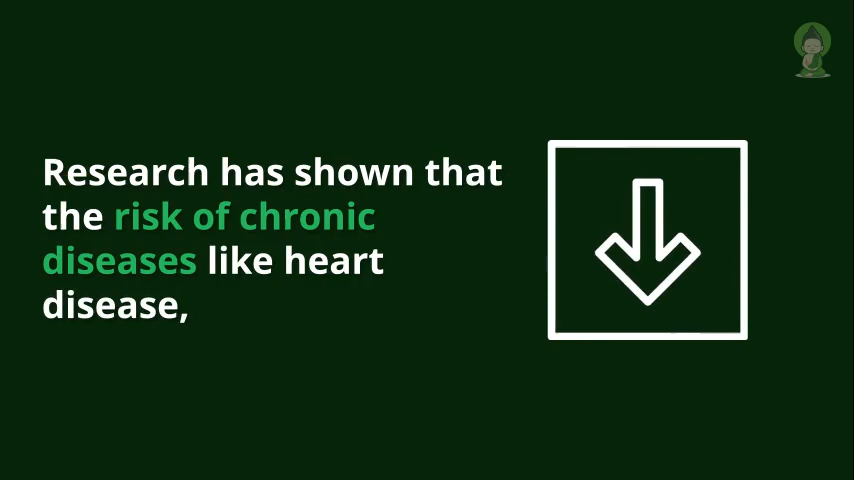 Research has shown that
the risk of chronic
diseases like heart
disease,